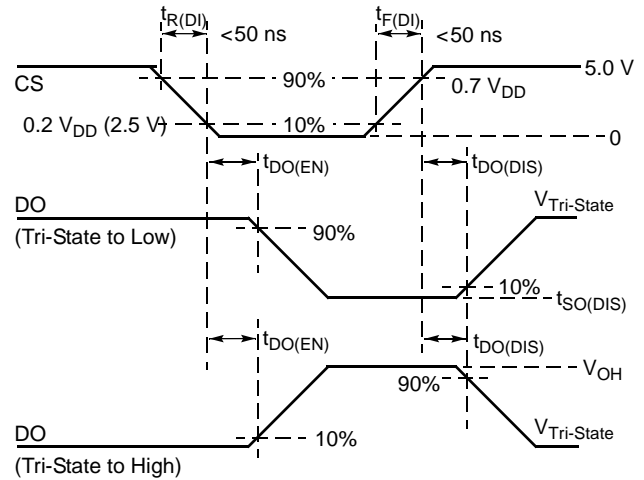 tR(DI) <50 ns tF(DI) <50 ns
5.0 V
CS 90% 0.7 VDD
0.2 VDD (2.5 V) 10% 0
tDO(EN) tDO(DIS)
DO VTri-State
(Tri-State to Low) 90%
10%
tSO(DIS)
tDO(EN) tDO(DIS)
VOH
90%
DO 10% VTri-State
(Tri-State to High)